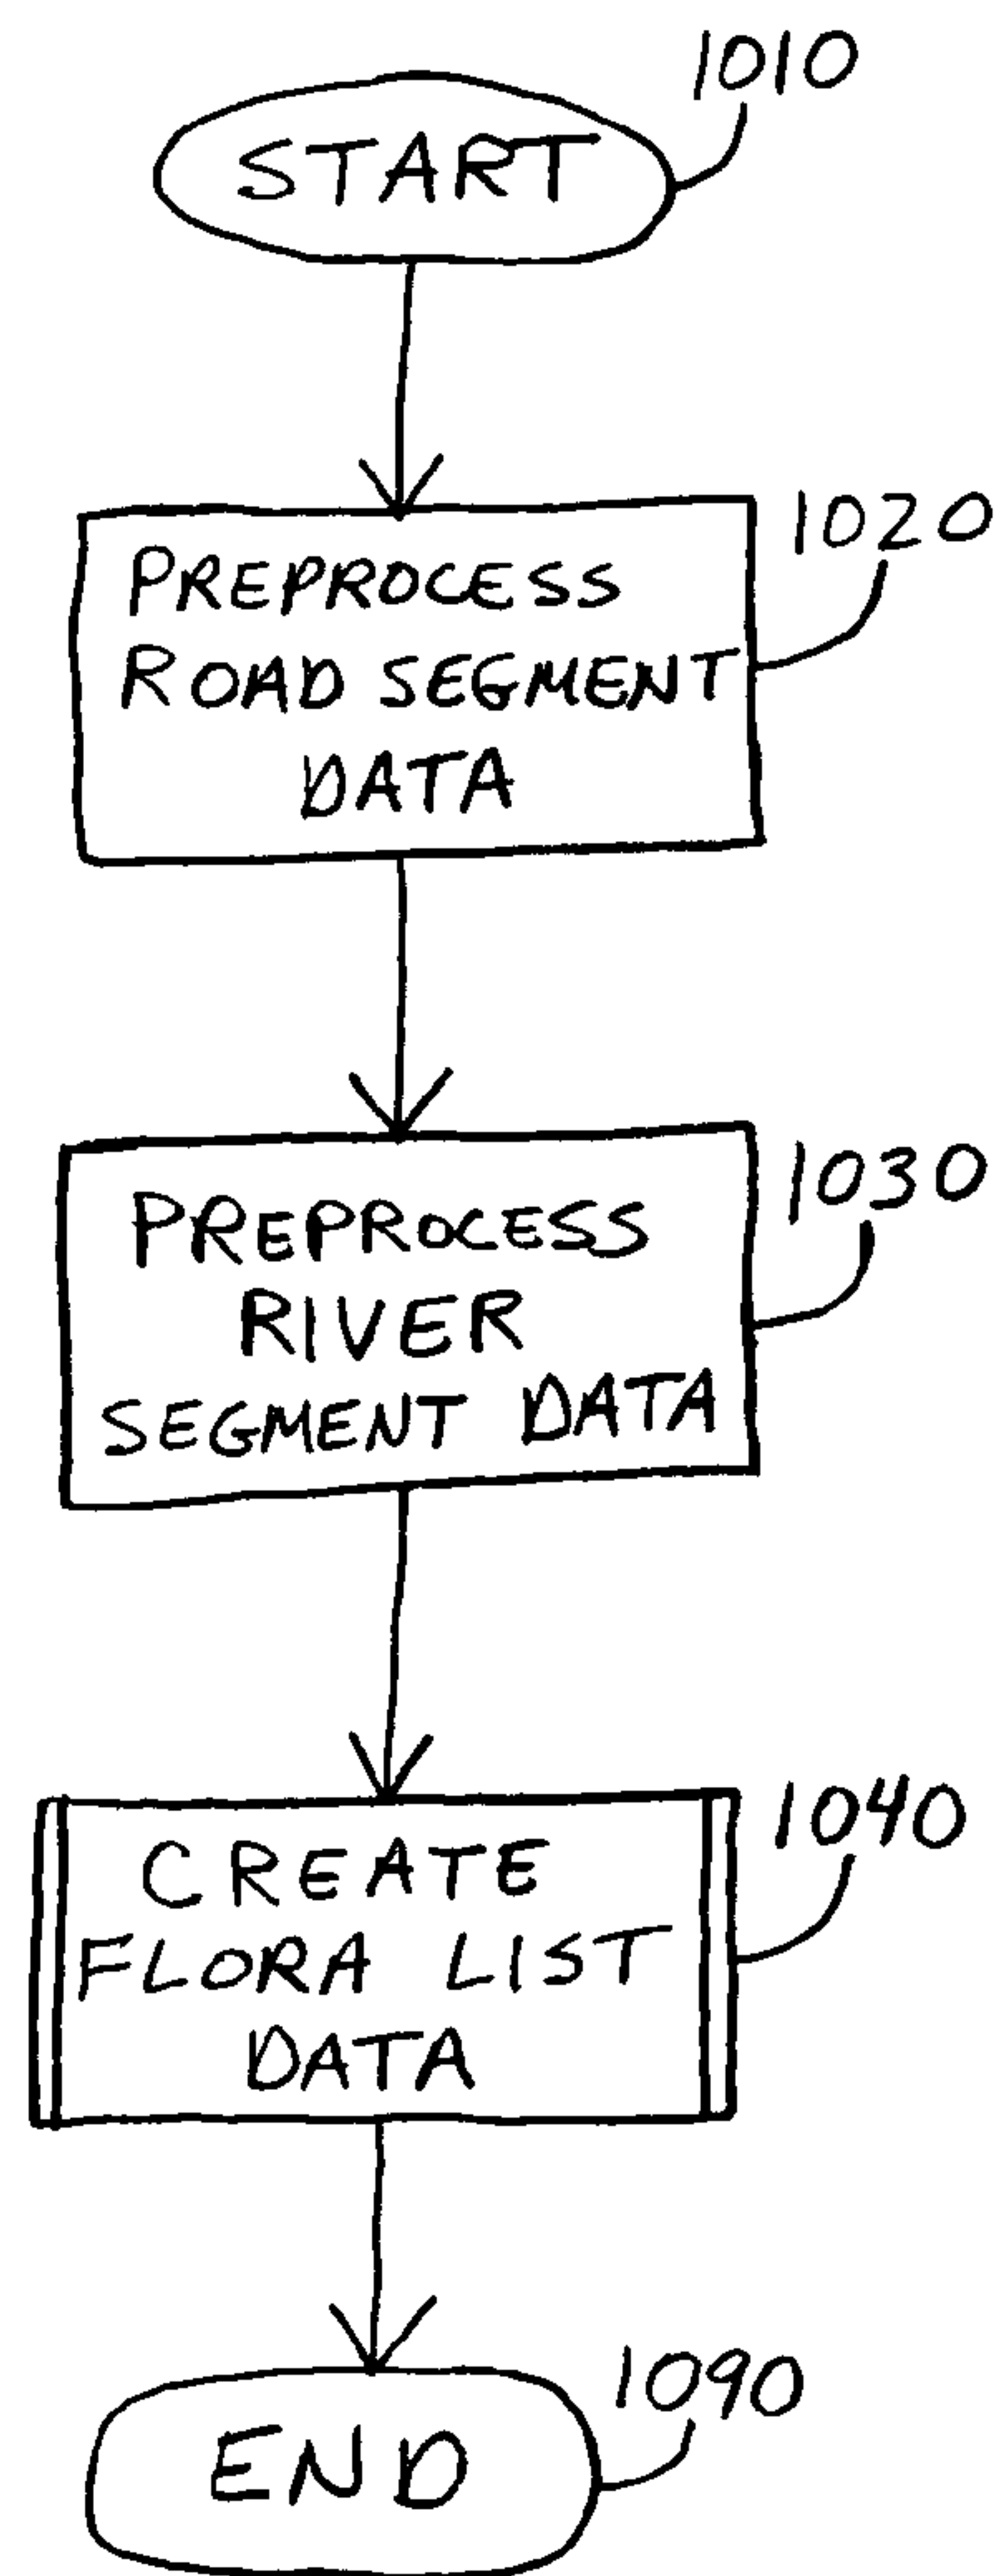 1010
START
1020
PREPROCESS
ROAD SEGMENT
DATA
1030
PREPROCESS
RIVER
SEGMENT DATA
1040
CREATE
FLORA LIST
DATA
1090
END